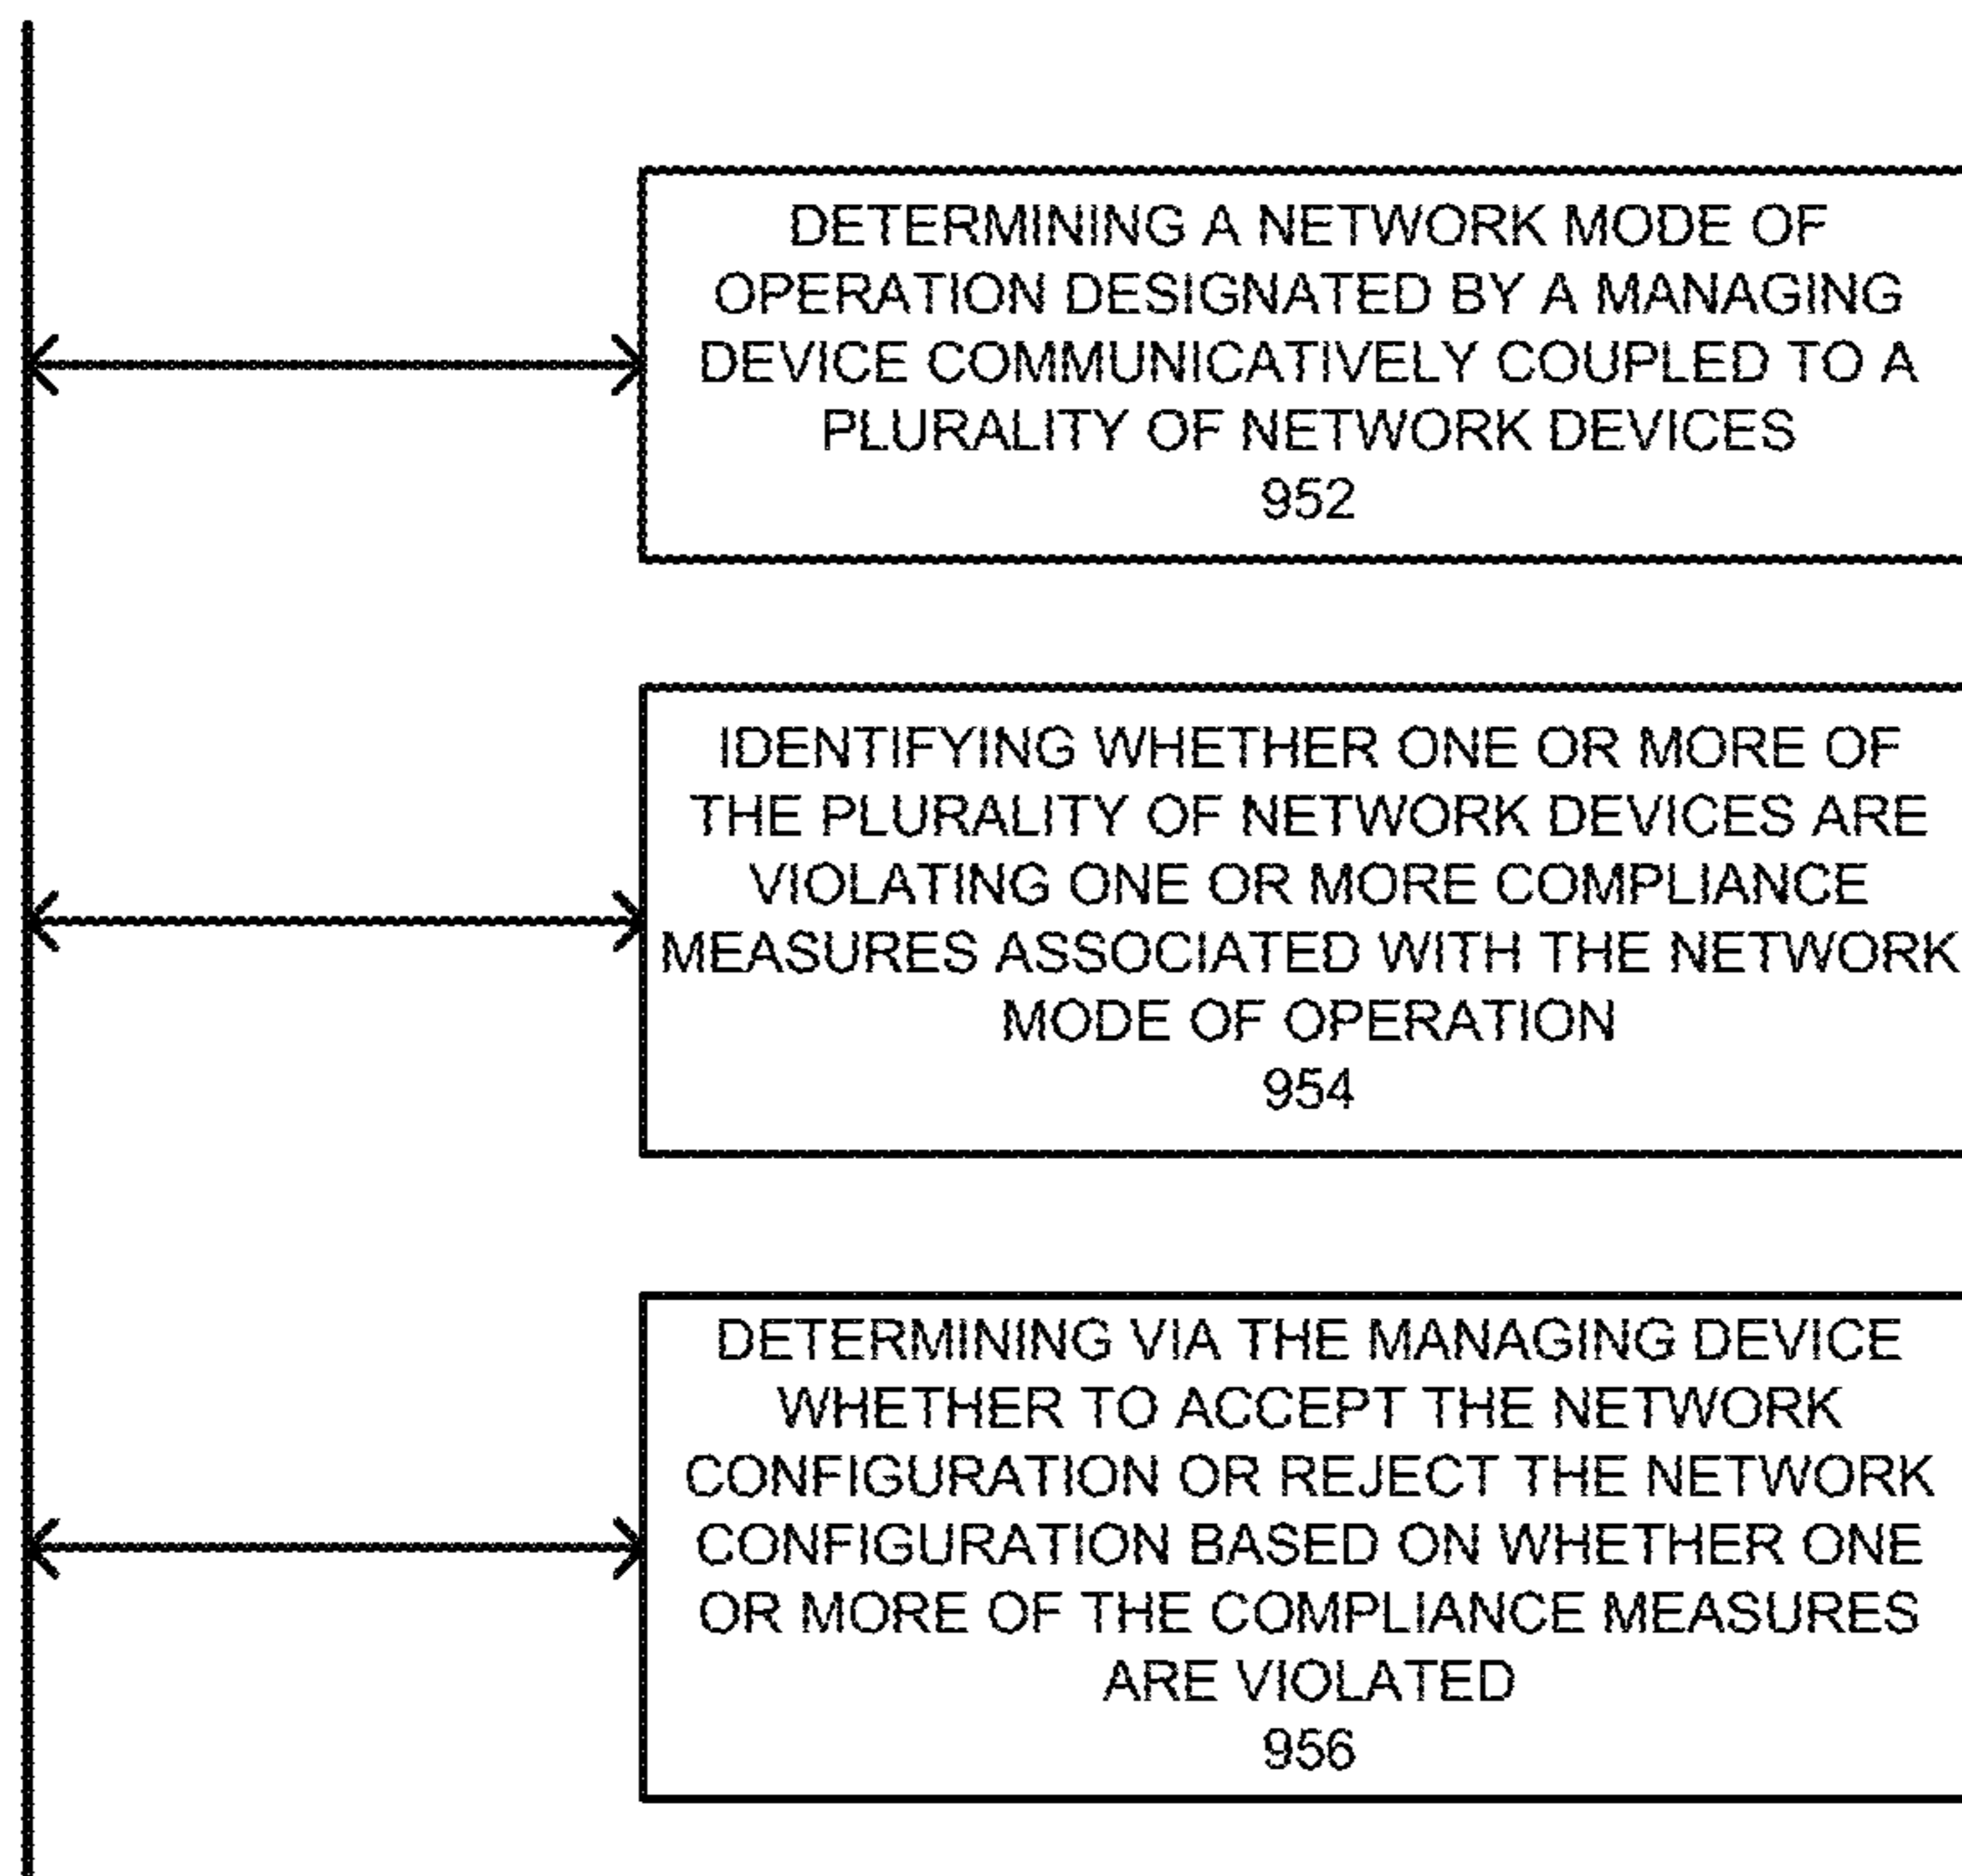 DETERMINING A NETWORK MODE OF
OPERATION DESIGNATED BY A MANAGING
DEVICE COMMUNICATIVELY COUPLED TO A
PLURALITY OF NETWORK DEVICES
952
IDENTIFYING WHETHER ONE OR MORE OF
THE PLURALITY OF NETWORK DEVICES ARE
VIOLATING ONE OR MORE COMPLIANCE
MEASURES ASSOCIATED WITH THE NETWORK
MODE OF OPERATION
954
DETERMINING VIA THE MANAGING DEVICE
WHETHER TO ACCEPT THE NETWORK
CONFIGURATION OR REJECT THE NETWORK
CONFIGURATION BASED ON WHETHER ONE
OR MORE OF THE COMPLIANCE MEASURES
ARE VIOLATED
956